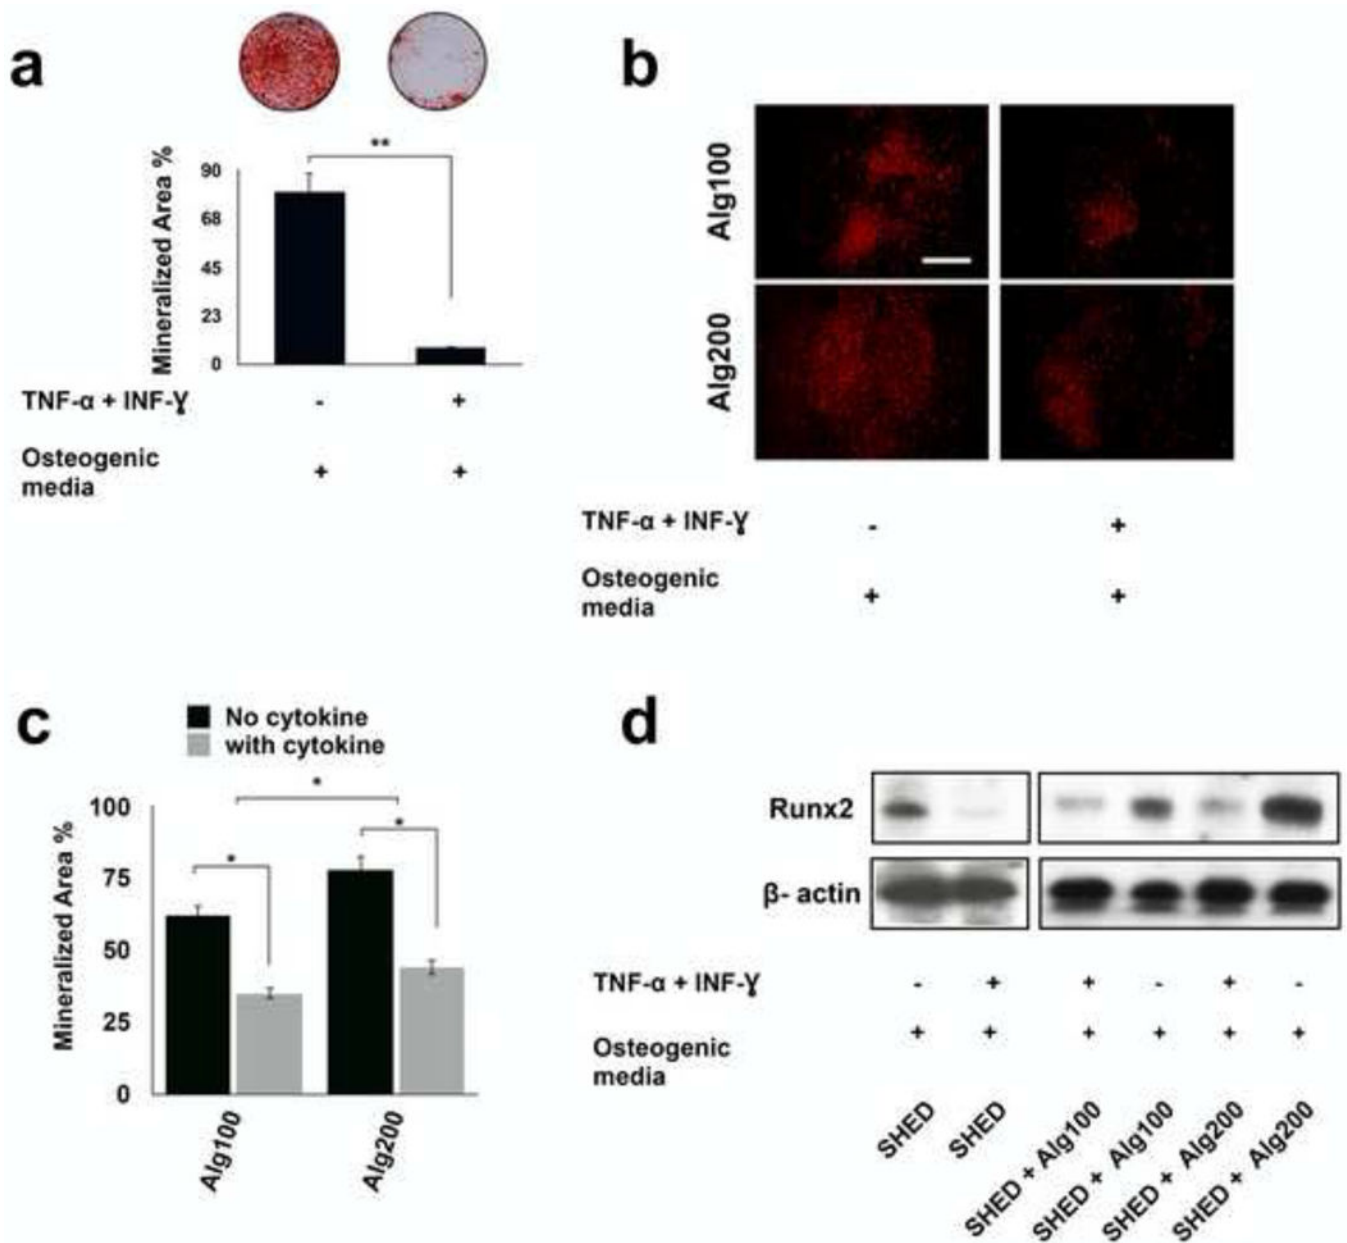 a
**
Mineralized Area %
90
68
45
23
0
TNF-α + INF-Ɣ
- +
Osteogenic
media
+ +
b
Alg100
Alg200
TNF-α + INF-Ɣ
- +
Osteogenic
media
+ +
c
No cytokine
with cytokine
*
*
*
Mineralized Area %
100
75
50
25
0
Alg100
Alg200
d
Runx2
β- actin
TNF-α + INF-Ɣ
- + + - + -
Osteogenic
media
+ + + + + +
SHED
SHED
SHED + Alg100
SHED + Alg100
SHED + Alg200
SHED + Alg200